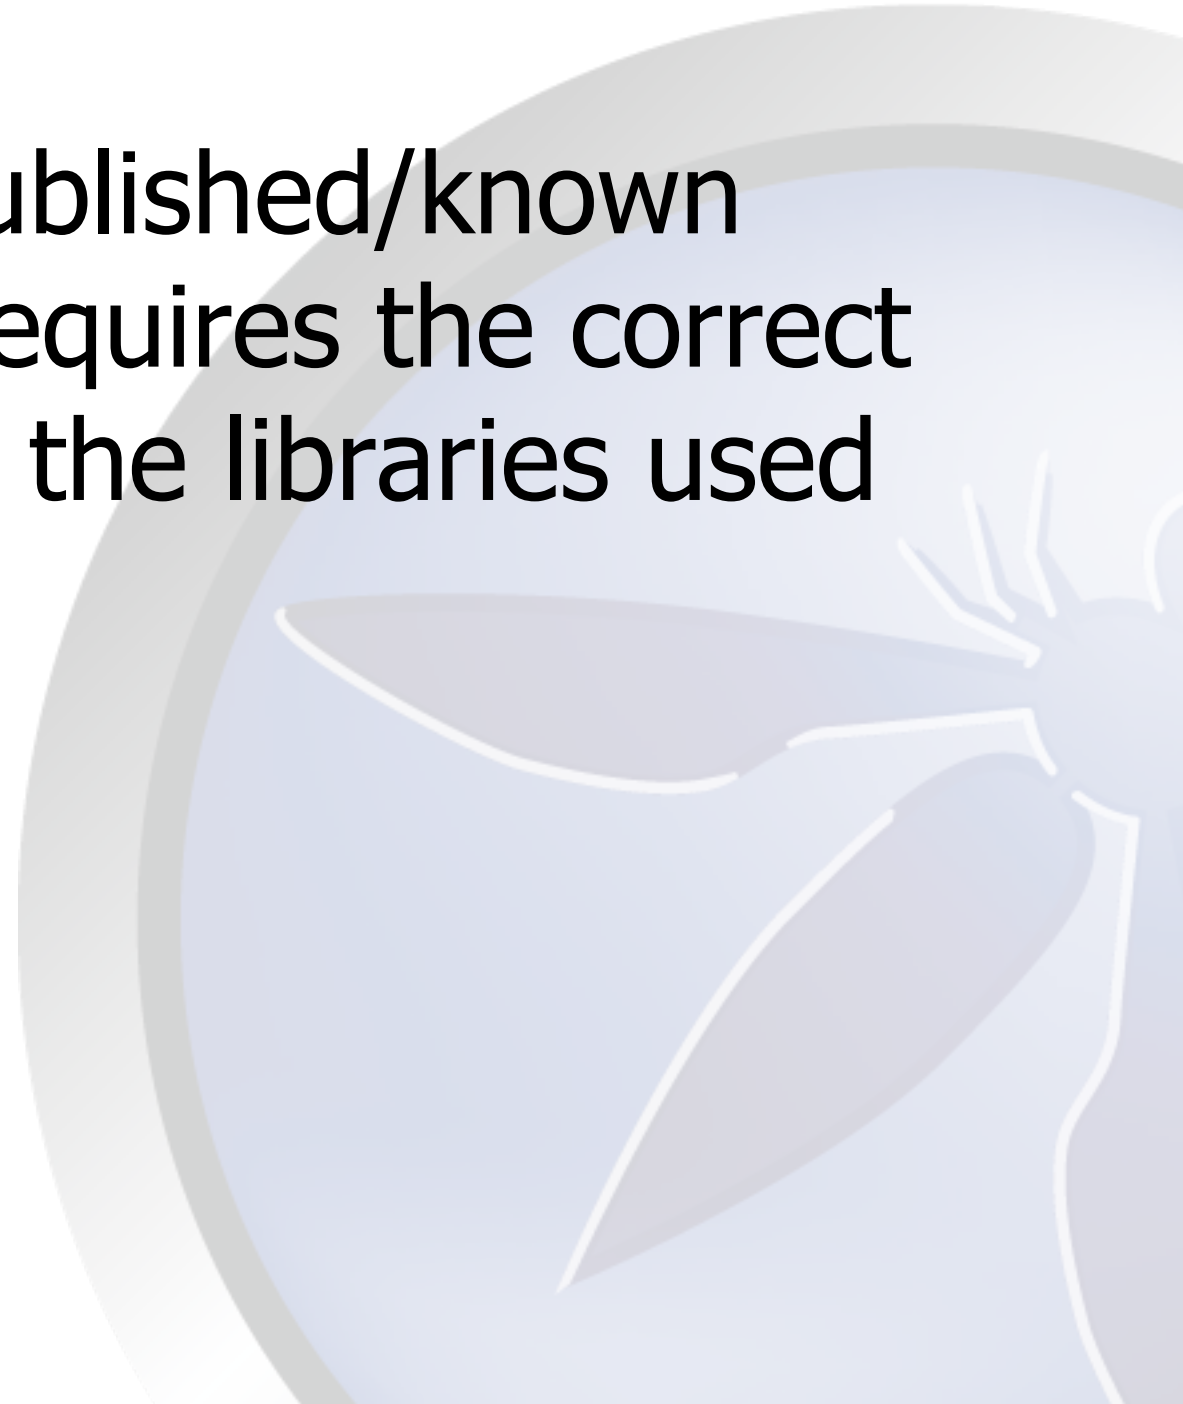 ublished/known
equires the correct
the libraries used